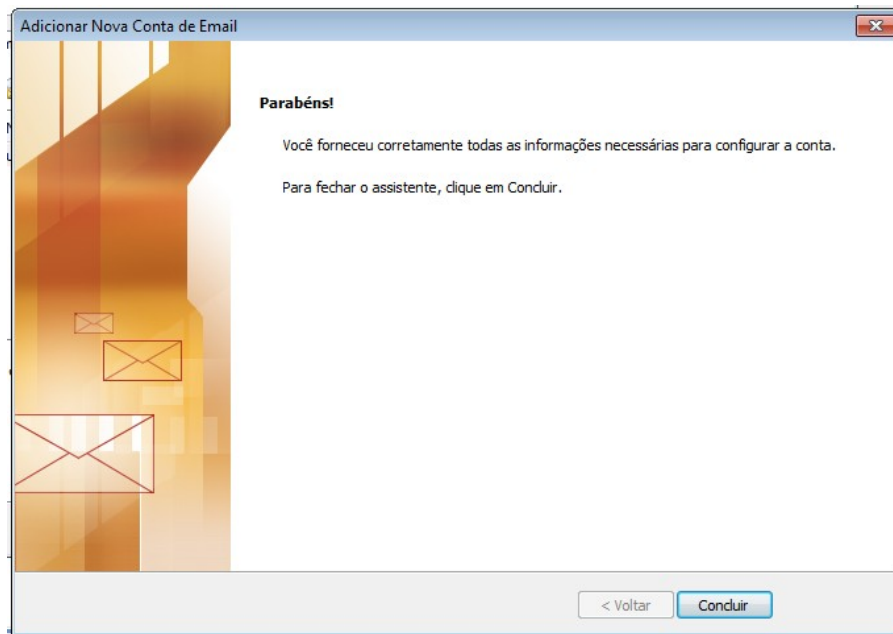 Adicionar Nova Conta de Email
Parabéns!
Você forneceu corretamente todas as informações necessárias para configurar a conta.
Para fechar o assistente, clique em Concluir.
< Voltar
Concluir